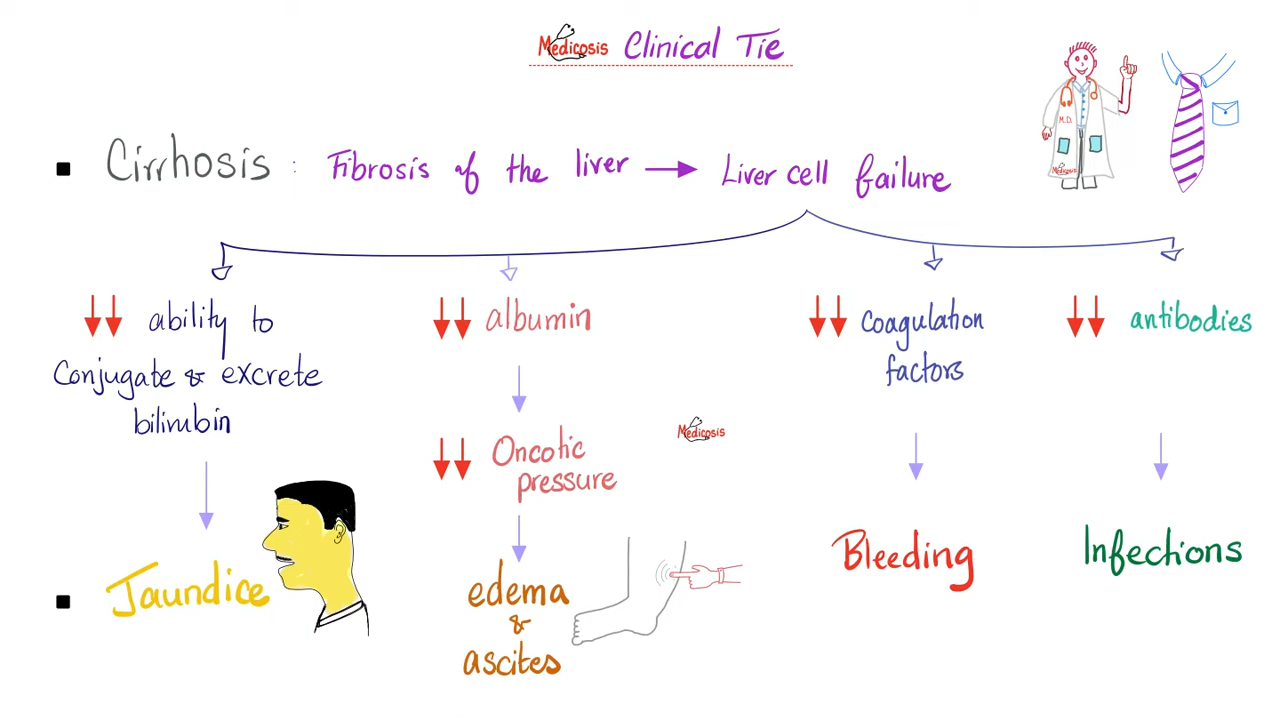 Medicosis Clinical Tie
M.D.
Medicosis
Cirrhosis : Fibrosis of the liver → Liver cell failure
↓↓ ability to
Conjugate & excrete
bilirubin
Jaundice
↓↓ albumin
↓↓ Oncotic
pressure
edema
&
ascites
Medicosis
↓↓ Coagulation
factors
Bleeding
↓↓ antibodies
Infections